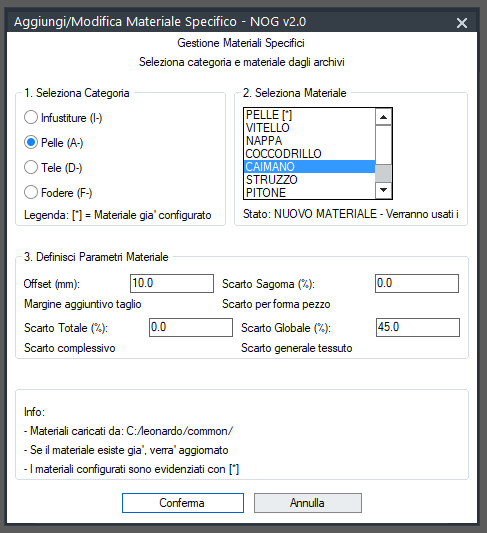 Aggiungi/Modifica Materiale Specifico - NOG v2.0
Gestione Materiali Specifici
Seleziona categoria e materiale dagli archivi
1. Seleziona Categoria
Infustiture (I-)
Pelle (A-)
Tele (D-)
Fodere (F-)
Legenda: [*] = Materiale gia' configurato
2. Seleziona Materiale
PELLE [*]
VITELLO
NAPPA
COCCODRILLO
CAIMANO
STRUZZO
PITONE
Stato: NUOVO MATERIALE - Verranno usati i
3. Definisci Parametri Materiale
Offset (mm): 10.0 Scarto Sagoma (%): 0.0
Margine aggiuntivo taglio Scarto per forma pezzo
Scarto Totale (%): 0.0 Scarto Globale (%): 45.0
Scarto complessivo Scarto generale tessuto
Info:
- Materiali caricati da: C:/leonardo/common/
- Se il materiale esiste gia', verra' aggiornato
- I materiali configurati sono evidenziati con [*]
Conferma Annulla